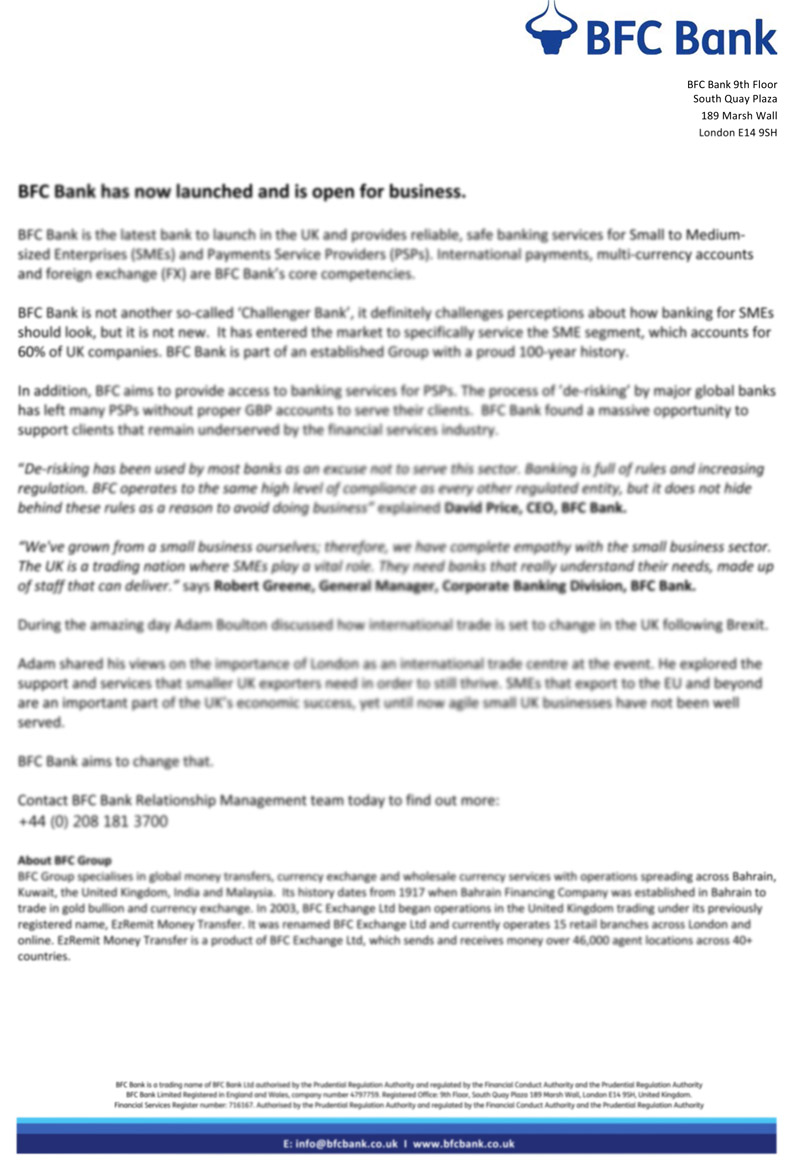 BFC Bank
BFC Bank 9th Floor
South Quay Plaza
189 Marsh Wall
London E14 9SH
BFC Bank has now launched and is open for business.
BFC Bank is the latest bank to launch in the UK and provides reliable, safe banking services for Small to Medium-
sized Enterprises (SMEs) and Payments Service Providers (PSPs). International payments, multi-currency accounts
and foreign exchange (FX) are BFC Bank's core competencies.
BFC Bank is not another so-called 'Challenger Bank', it definitely challenges perceptions about how banking for SMEs
should look, but it is not new. It has entered the market to specifically service the SME segment, which accounts for
60% of UK companies. BFC Bank is part of an established Group with a proud 100-year history.
In addition, BFC aims to provide access to banking services for PSPs. The process of 'de-risking' by major global banks
has left many PSPs without proper GBP accounts to serve their clients. BFC Bank found a massive opportunity to
support clients that remain underserved by the financial services industry.
"De-risking has been used by most banks as an excuse not to serve this sector. Banking is full of rules and increasing
regulation. BFC operates to the same high level of compliance as every other regulated entity, but it does not hide
behind these rules as a reason to avoid doing business" explained David Price, CEO, BFC Bank.
"We've grown from a small business ourselves; therefore, we have complete empathy with the small business sector.
The UK is a trading nation where SMEs play a vital role. They need banks that really understand their needs, made up
of staff that can deliver." says Robert Greene, General Manager, Corporate Banking Division, BFC Bank.
During the amazing day Adam Boulton discussed how international trade is set to change in the UK following Brexit.
Adam shared his views on the importance of London as an international trade centre at the event. He explored the
support and services that smaller UK exporters need in order to still thrive. SMEs that export to the EU and beyond
are an important part of the UK's economic success, yet until now agile small UK businesses have not been well
served.
BFC Bank aims to change that.
Contact BFC Bank Relationship Management team today to find out more:
+44 (0) 208 181 3700
About BFC Group
BFC Group specialises in global money transfers, currency exchange and wholesale currency services with operations spreading across Bahrain,
Kuwait, the United Kingdom, India and Malaysia. Its history dates from 1917 when Bahrain Financing Company was established in Bahrain to
trade in gold bullion and currency exchange. In 2003, BFC Exchange Ltd began operations in the United Kingdom trading under its previously
registered name, EzRemit Money Transfer. It was renamed BFC Exchange Ltd and currently operates 15 retail branches across London and
online. EzRemit Money Transfer is a product of BFC Exchange Ltd, which sends and receives money over 46,000 agent locations across 40+
countries.
BFC Bank is a trading name of BFC Bank Ltd authorised by the Prudential Regulation Authority and regulated by the Financial Conduct Authority and the Prudential Regulation Authority
BFC Bank Limited Registered in England and Wales, company number 4797759. Registered Office: 9th Floor, South Quay Plaza 189 Marsh Wall, London E14 9SH, United Kingdom.
Financial Services Register number: 716167. Authorised by the Prudential Regulation Authority and regulated by the Financial Conduct Authority and the Prudential Regulation Authority
E: info@bfcbank.co.uk I www.bfcbank.co.uk